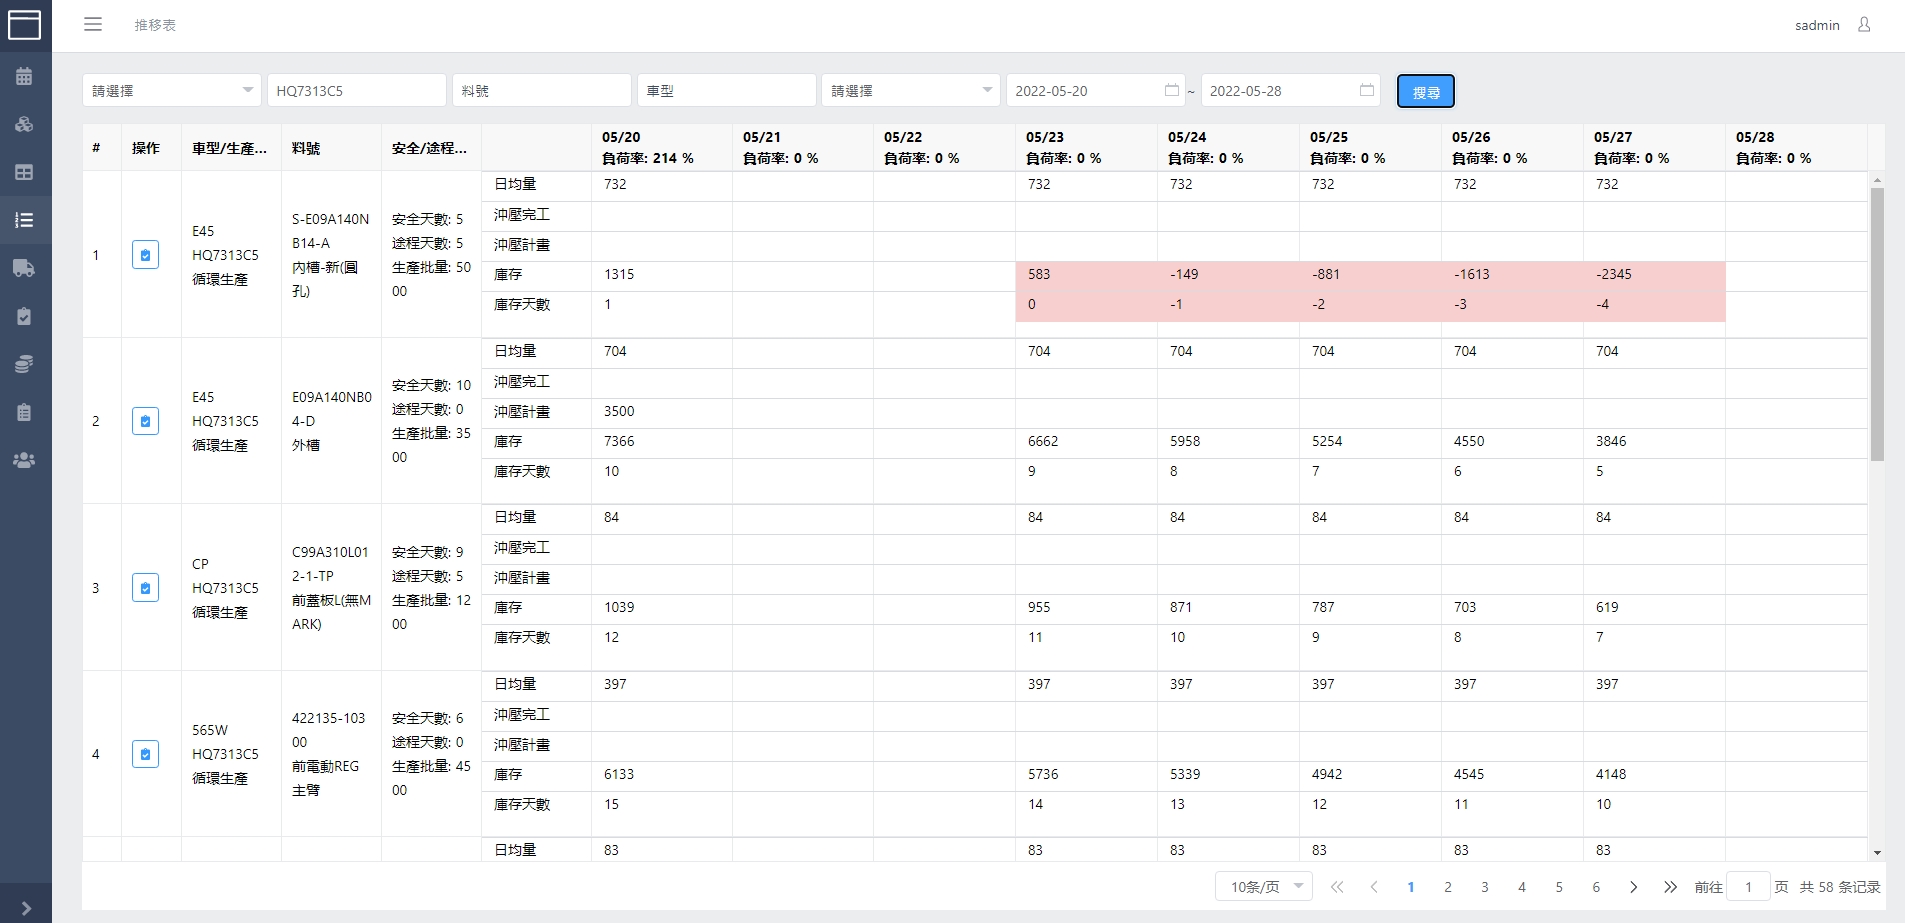 推移表
sadmin
請選擇 HQ7313C5 料號 車型 請選擇 2022-05-20 ~ 2022-05-28 搜尋
# 操作 車型/生產... 料號 安全/途程... 05/20 05/21 05/22 05/23 05/24 05/25 05/26 05/27 05/28
負荷率: 214 % 負荷率: 0 % 負荷率: 0 % 負荷率: 0 % 負荷率: 0 % 負荷率: 0 % 負荷率: 0 % 負荷率: 0 % 負荷率: 0 %
1
E45
HQ7313C5
循環生產
S-E09A140N
B14-A
內槽-新(圓
孔)
安全天數: 5
途程天數: 5
生產批量: 50
00
日均量 732 732 732 732 732 732
沖壓完工
沖壓計畫
庫存 1315 583 -149 -881 -1613 -2345
庫存天數 1 0 -1 -2 -3 -4
2
E45
HQ7313C5
循環生產
E09A140NB0
4-D
外槽
安全天數: 10
途程天數: 0
生產批量: 35
00
日均量 704 704 704 704 704 704
沖壓完工
沖壓計畫 3500
庫存 7366 6662 5958 5254 4550 3846
庫存天數 10 9 8 7 6 5
3
CP
HQ7313C5
循環生產
C99A310L01
2-1-TP
前蓋板L(無M
ARK)
安全天數: 9
途程天數: 5
生產批量: 12
00
日均量 84 84 84 84 84 84
沖壓完工
沖壓計畫
庫存 1039 955 871 787 703 619
庫存天數 12 11 10 9 8 7
4
565W
HQ7313C5
循環生產
422135-103
00
前電動REG
主臂
安全天數: 6
途程天數: 0
生產批量: 45
00
日均量 397 397 397 397 397 397
沖壓完工
沖壓計畫
庫存 6133 5736 5339 4942 4545 4148
庫存天數 15 14 13 12 11 10
日均量 83 83 83 83 83 83
10条/页 1 2 3 4 5 6 前往 1 页 共 58 条记录